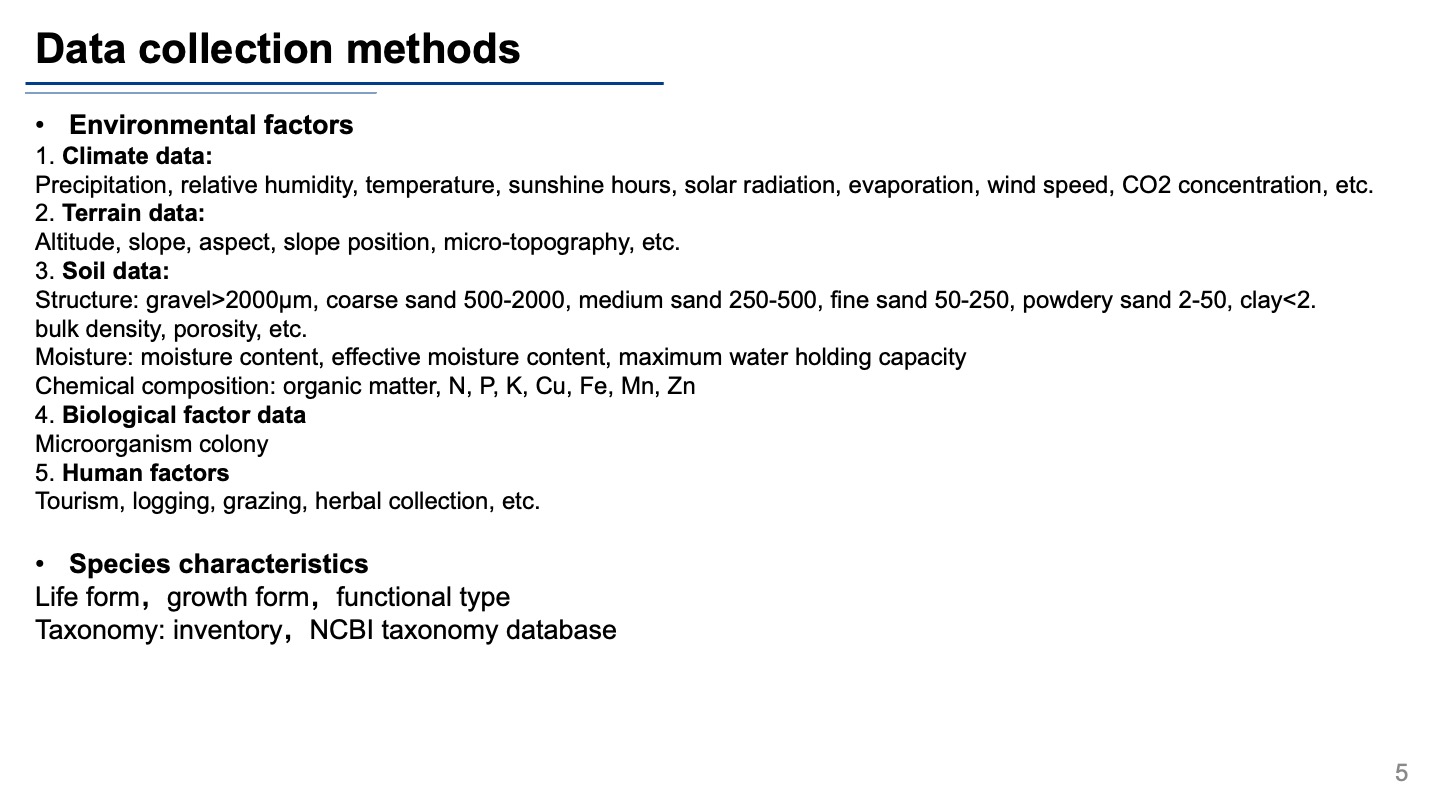 Data collection methods
• Environmental factors
1. Climate data:
Precipitation, relative humidity, temperature, sunshine hours, solar radiation, evaporation, wind speed, CO2 concentration, etc.
2. Terrain data:
Altitude, slope, aspect, slope position, micro-topography, etc.
3. Soil data:
Structure: gravel>2000μm, coarse sand 500-2000, medium sand 250-500, fine sand 50-250, powdery sand 2-50, clay<2.
bulk density, porosity, etc.
Moisture: moisture content, effective moisture content, maximum water holding capacity
Chemical composition: organic matter, N, P, K, Cu, Fe, Mn, Zn
4. Biological factor data
Microorganism colony
5. Human factors
Tourism, logging, grazing, herbal collection, etc.
• Species characteristics
Life form，growth form，functional type
Taxonomy: inventory，NCBI taxonomy database
5